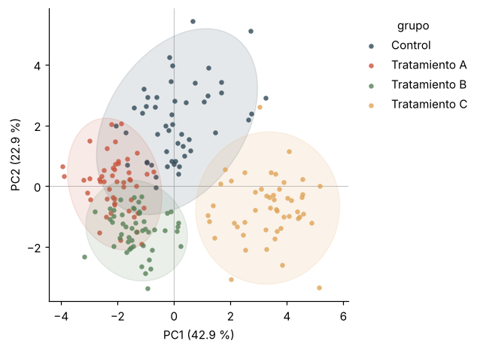 grupo
Control
Tratamiento A
Tratamiento B
Tratamiento C
PC2 (22.9 %)
4
2
0
−2
−4 −2 0 2 4 6
PC1 (42.9 %)